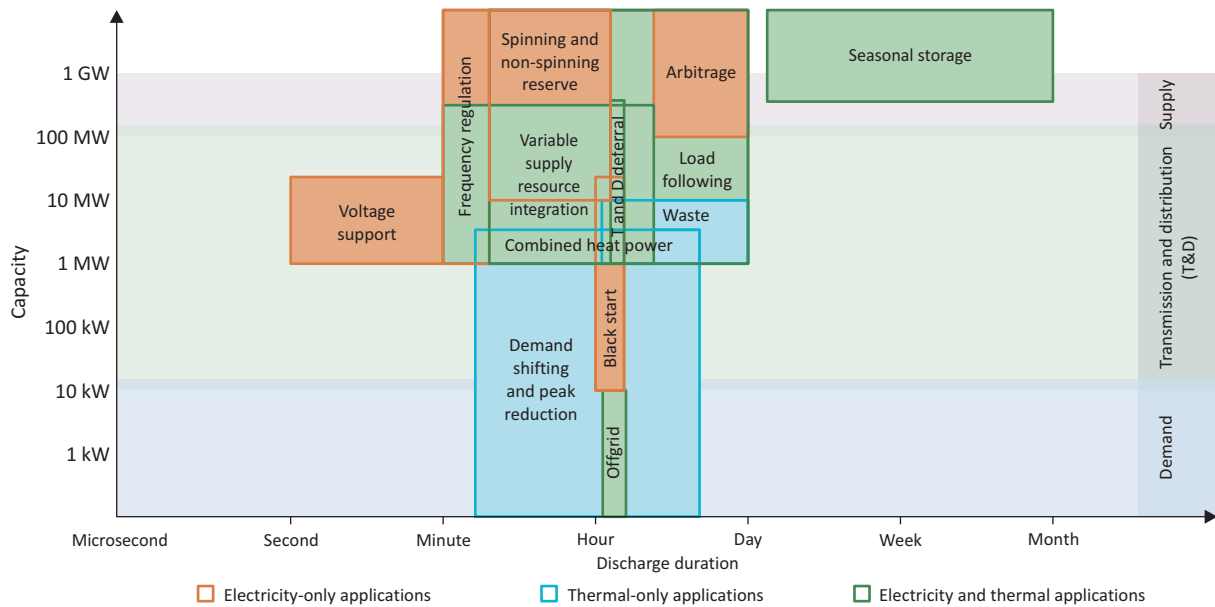 Spinning and
non-spinning
reserve
Arbitrage
Seasonal storage
Frequency regulation
Variable
supply
resource
integration
T and D deferral
Load
following
Waste
Voltage
support
Combined heat power
Black start
Demand
shifting
and peak
reduction
Offgrid
Capacity
1 GW
100 MW
10 MW
1 MW
100 kW
10 kW
1 kW
Supply
Transmission and distribution
(T&D)
Demand
Microsecond
Second
Minute
Hour
Day
Week
Month
Discharge duration
Electricity-only applications
Thermal-only applications
Electricity and thermal applications